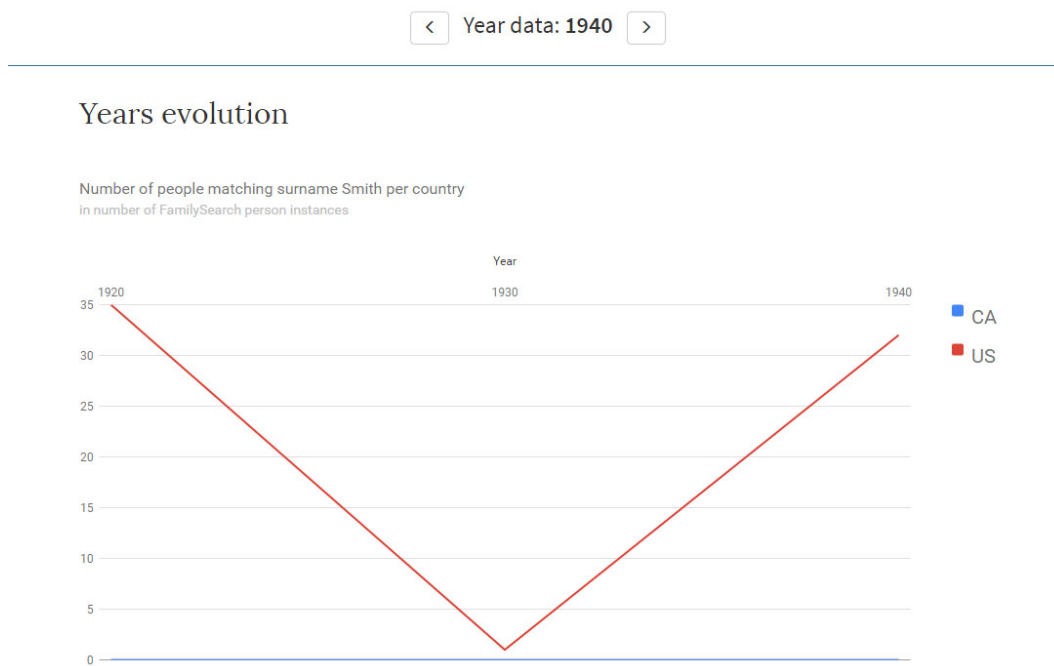 Year data: 1940
Years evolution
Number of people matching surname Smith per country
in number of FamilySearch person instances
Year
1920 1930 1940
35
30
25
20
15
10
5
0
CA
US